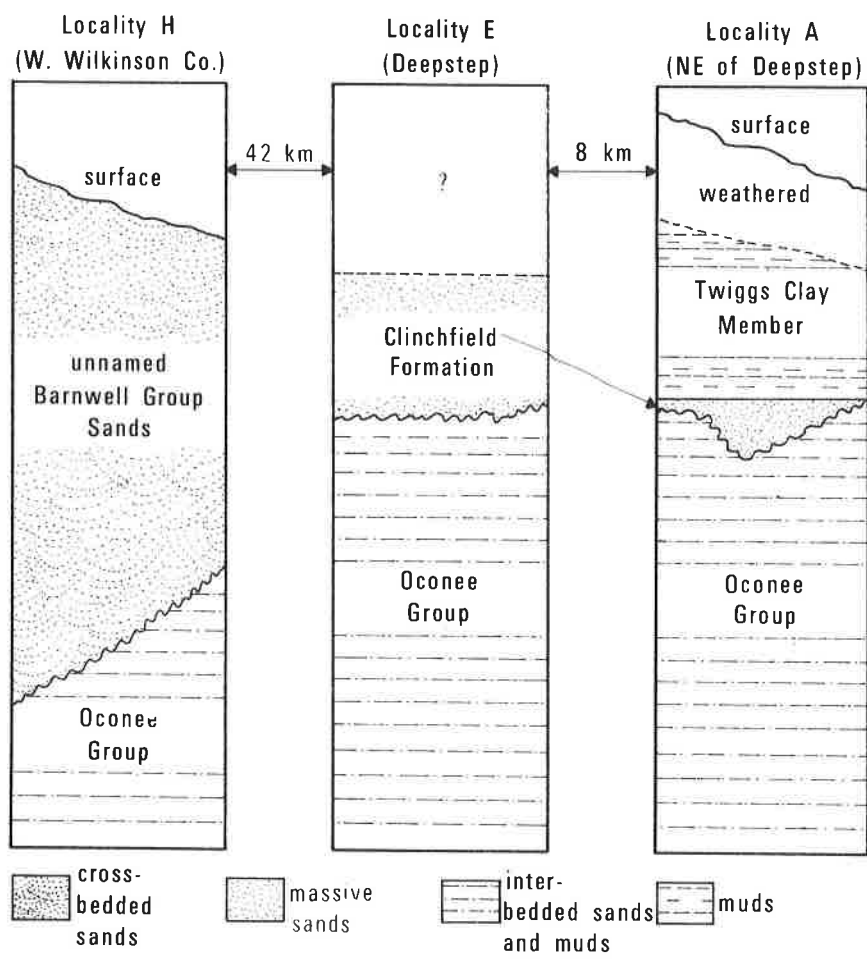 Locality H
(W. Wilkinson Co.)
Locality E
(Deepstep)
Locality A
(NE of Deepstep)
42 km
8 km
surface
unnamed
Barnwell Group
Sands
Oconee
Group
?
Clinchfield
Formation
Oconee
Group
surface
weathered
Twiggs Clay
Member
Oconee
Group
cross-
bedded
sands
massive
sands
inter-
bedded sands
and muds
muds